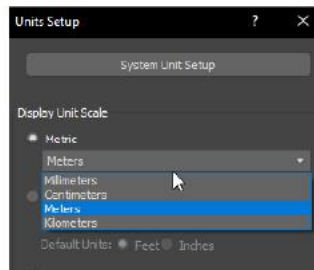 Units Setup ? ✕
System Unit Setup
Display Unit Scale
Metric
Meters
Millimeters
Centimeters
Meters
Kilometers
Default Units: Feet Inches